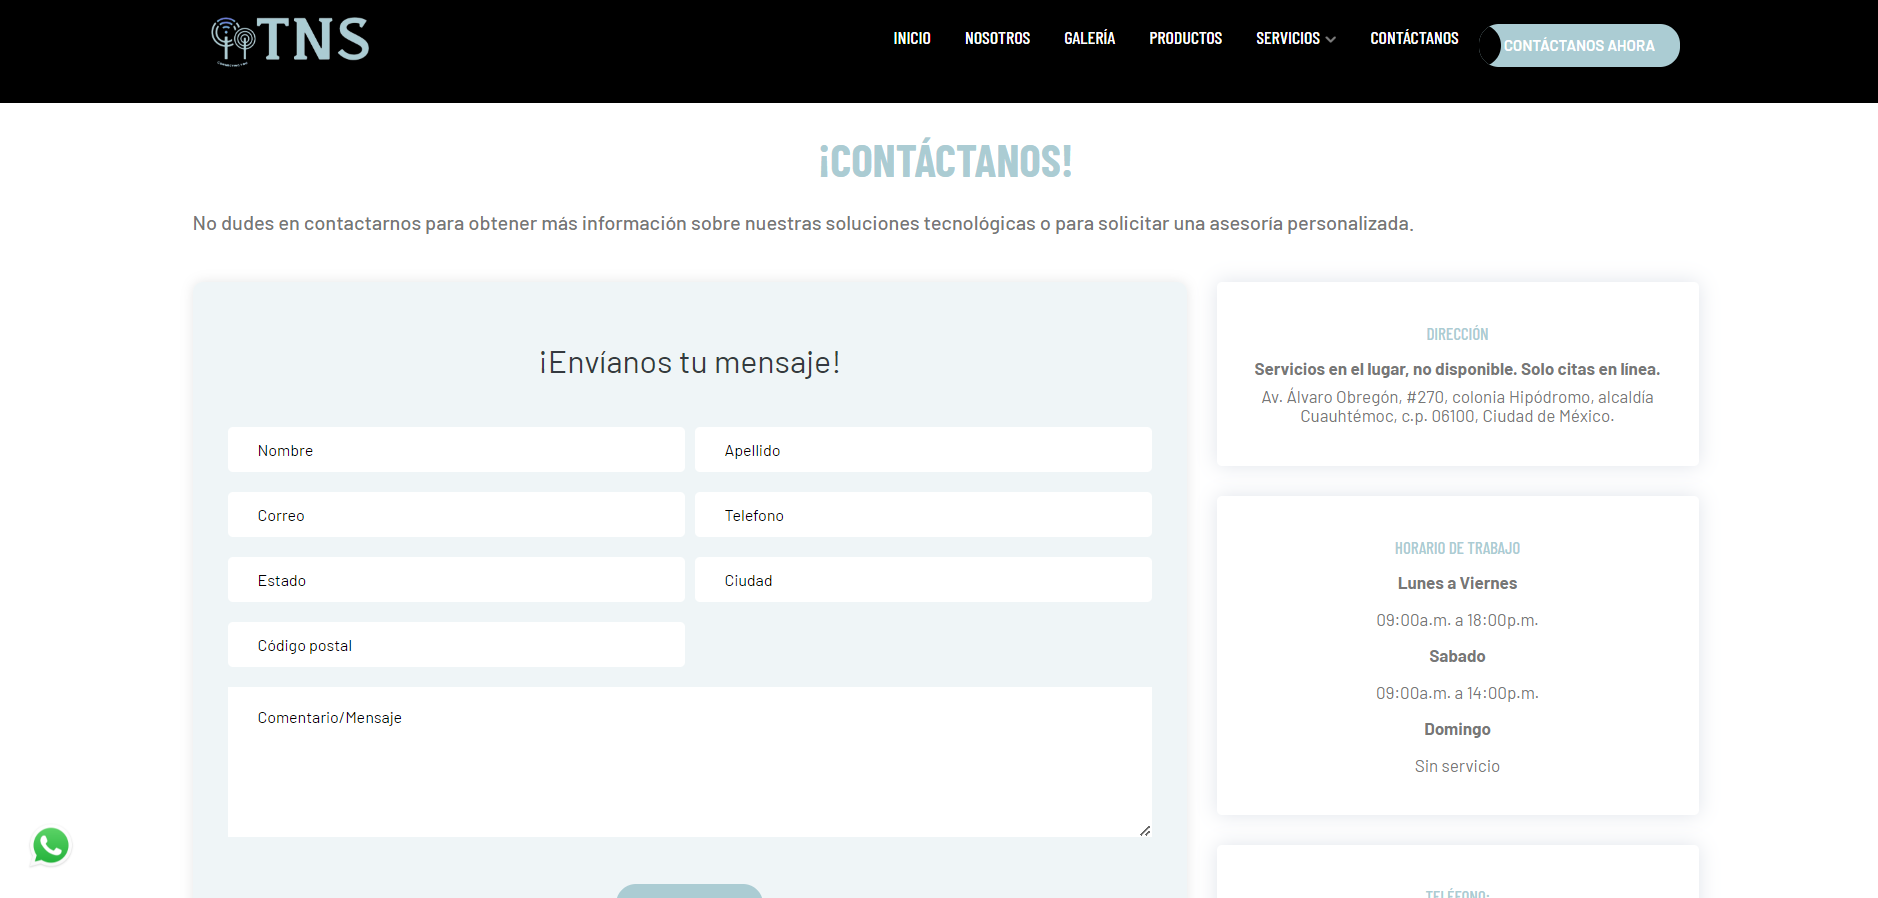 TNS
INICIO
NOSOTROS
GALERÍA
PRODUCTOS
SERVICIOS
CONTÁCTANOS
CONTÁCTANOS AHORA
¡CONTÁCTANOS!
No dudes en contactarnos para obtener más información sobre nuestras soluciones tecnológicas o para solicitar una asesoría personalizada.
¡Envíanos tu mensaje!
Nombre
Apellido
Correo
Telefono
Estado
Ciudad
Código postal
Comentario/Mensaje
DIRECCIÓN
Servicios en el lugar, no disponible. Solo citas en línea.
Av. Álvaro Obregón, #270, colonia Hipódromo, alcaldía
Cuauhtémoc, c.p. 06100, Ciudad de México.
HORARIO DE TRABAJO
Lunes a Viernes
09:00a.m. a 18:00p.m.
Sabado
09:00a.m. a 14:00p.m.
Domingo
Sin servicio
TELÉFONO: